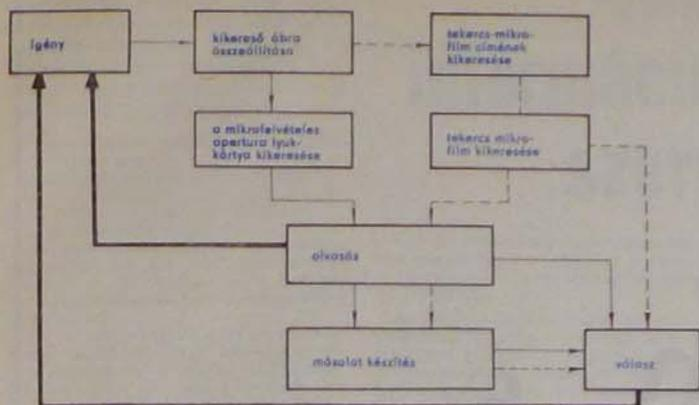 igény
kikereső ábra
összeállítása
tekercs-mikro-
film címének
kikeresése
a mikrofelvételes
apertura lyuk-
kártya kikeresése
tekercs mikro-
film kikeresése
olvasás
másolat készítés
válasz